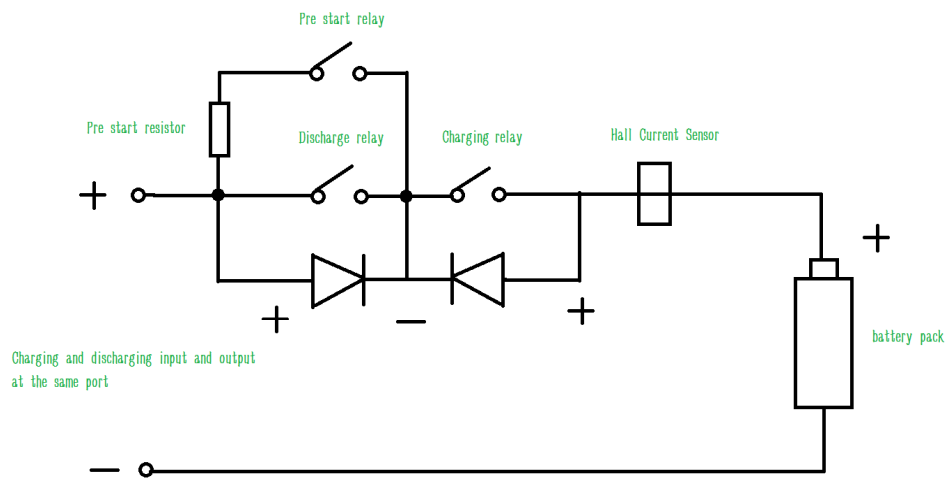 Pre start relay
Pre start resistor
Discharge relay
Charging relay
Hall Current Sensor
+
+
+
−
+
battery pack
Charging and discharging input and output
at the same port
−